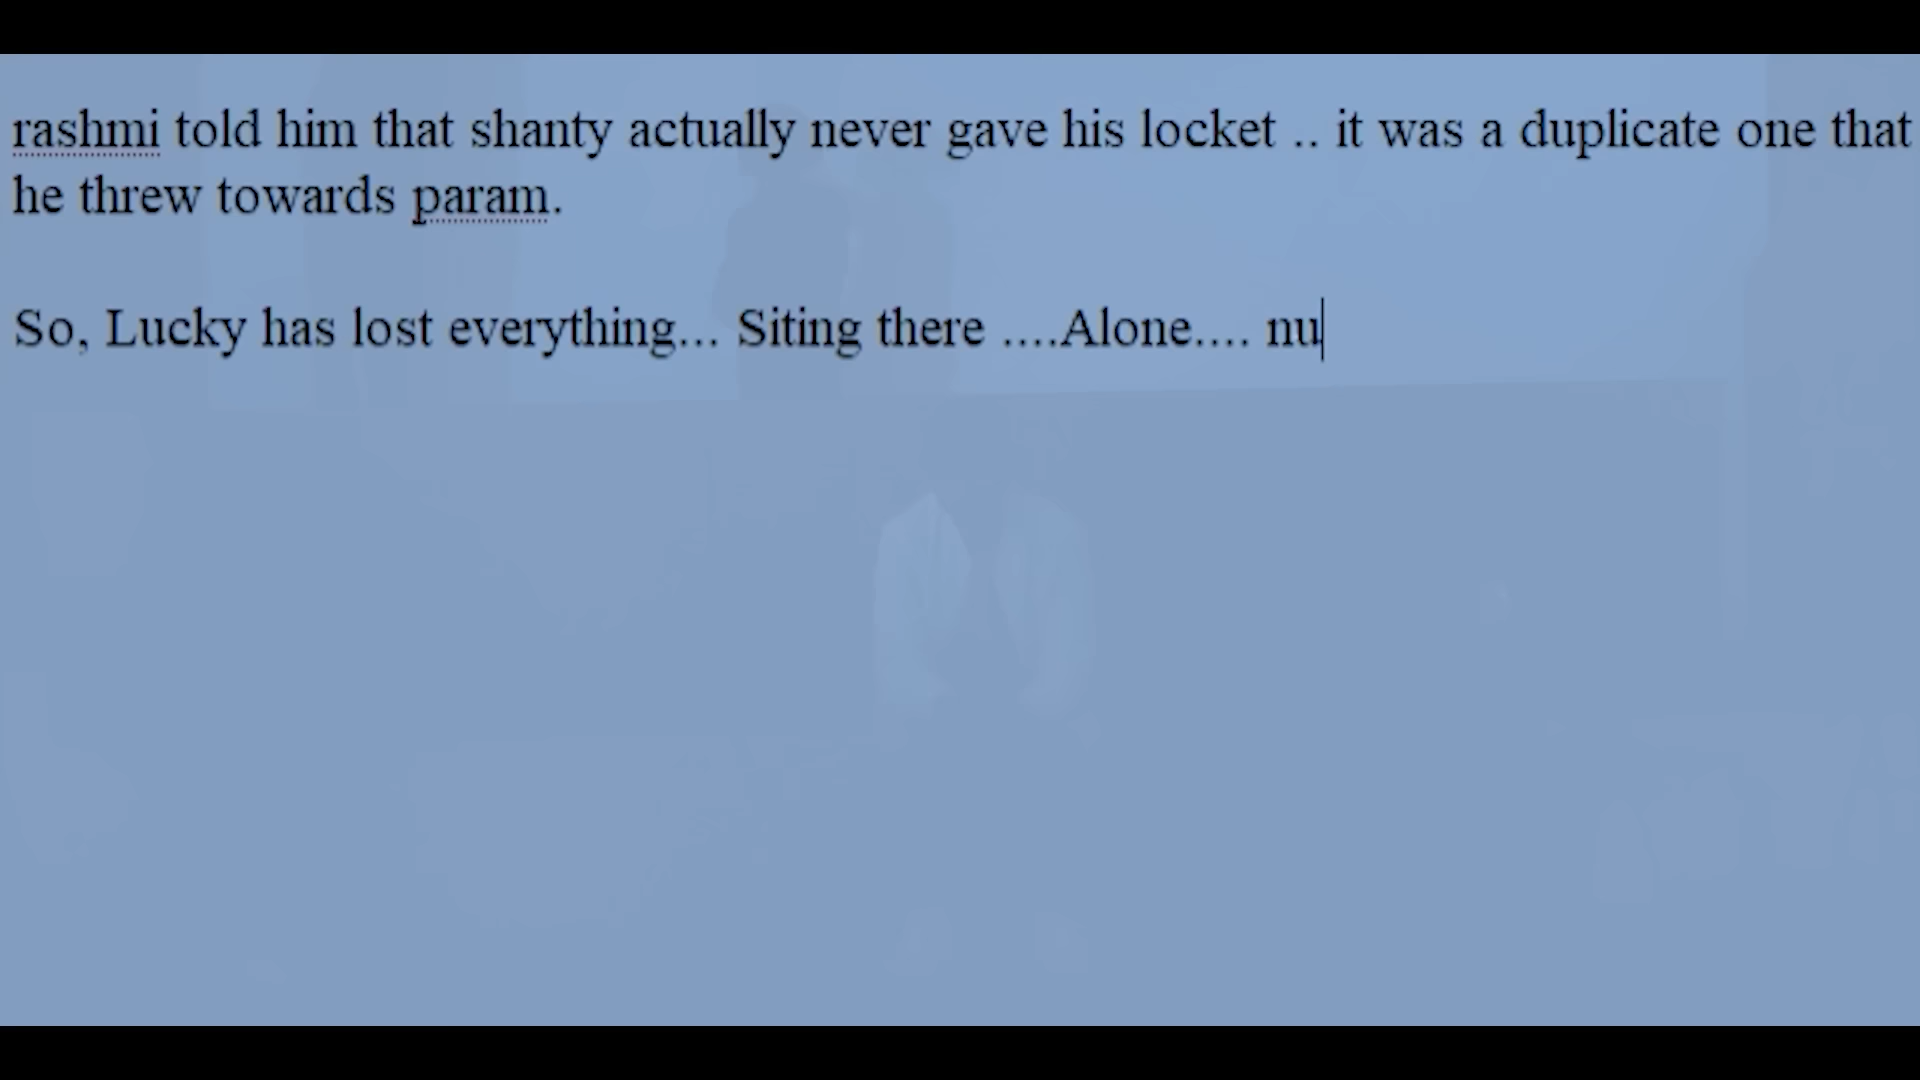 rashmi told him that shanty actually never gave his locket .. it was a duplicate one that
he threw towards param.
So, Lucky has lost everything... Siting there ....Alone.... nu